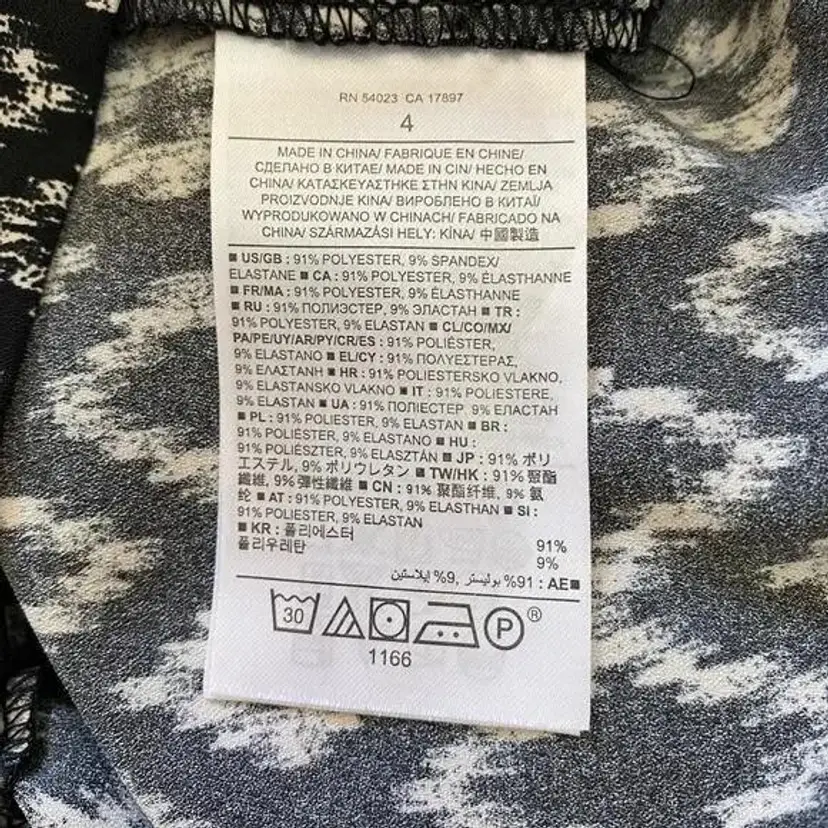 RN 54023 CA 17897
4
MADE IN CHINA/ FABRIQUE EN CHINE/
СДЕЛАНО В КИТАЕ/ MADE IN CIN/ HECHO EN
CHINA/ ΚΑΤΑΣΚΕΥΑΣΤΗΚΕ ΣΤΗΝ ΚΙΝΑ/ ZEMLJA
PROIZVODNJE KINA/ ВИРОБЛЕНО В КИТАЇ/
WYPRODUKOWANO W CHINACH/ FABRICADO NA
CHINA/ SZÁRMAZÁSI HELY: KÍNA/ 中國製造
■ US/GB : 91% POLYESTER, 9% SPANDEX/
ELASTANE ■ CA : 91% POLYESTER, 9% ÉLASTHANNE
■ FR/MA : 91% POLYESTER, 9% ÉLASTHANNE
■ RU : 91% ПОЛИЭСТЕР, 9% ЭЛАСТАН ■ TR :
91% POLYESTER, 9% ELASTAN ■ CL/CO/MX/
PA/PE/UY/AR/PY/CR/ES : 91% POLIÉSTER,
9% ELASTANO ■ EL/CY : 91% ΠΟΛΥΕΣΤΕΡΑΣ,
9% ΕΛΑΣΤΑΝΗ ■ HR : 91% POLIESTERSKO VLAKNO,
9% ELASTANSKO VLAKNO ■ IT : 91% POLIESTERE,
9% ELASTAN ■ UA : 91% ПОЛІЕСТЕР, 9% ЕЛАСТАН
■ PL : 91% POLIESTER, 9% ELASTAN ■ BR :
91% POLIÉSTER, 9% ELASTANO ■ HU :
91% POLIÉSZTER, 9% ELASZTÁN ■ JP : 91% ポリ
エステル, 9% ポリウレタン ■ TW/HK : 91% 聚酯
纖維, 9% 彈性纖維 ■ CN : 91% 聚酯纤维, 9% 氨
纶 ■ AT : 91% POLYESTER, 9% ELASTHAN ■ SI :
91% POLIESTER, 9% ELASTAN
■ KR : 폴리에스터 91%
폴리우레탄 9%
■AE : 91% بوليستر, 9% إيلاستين
30 P ®
1166